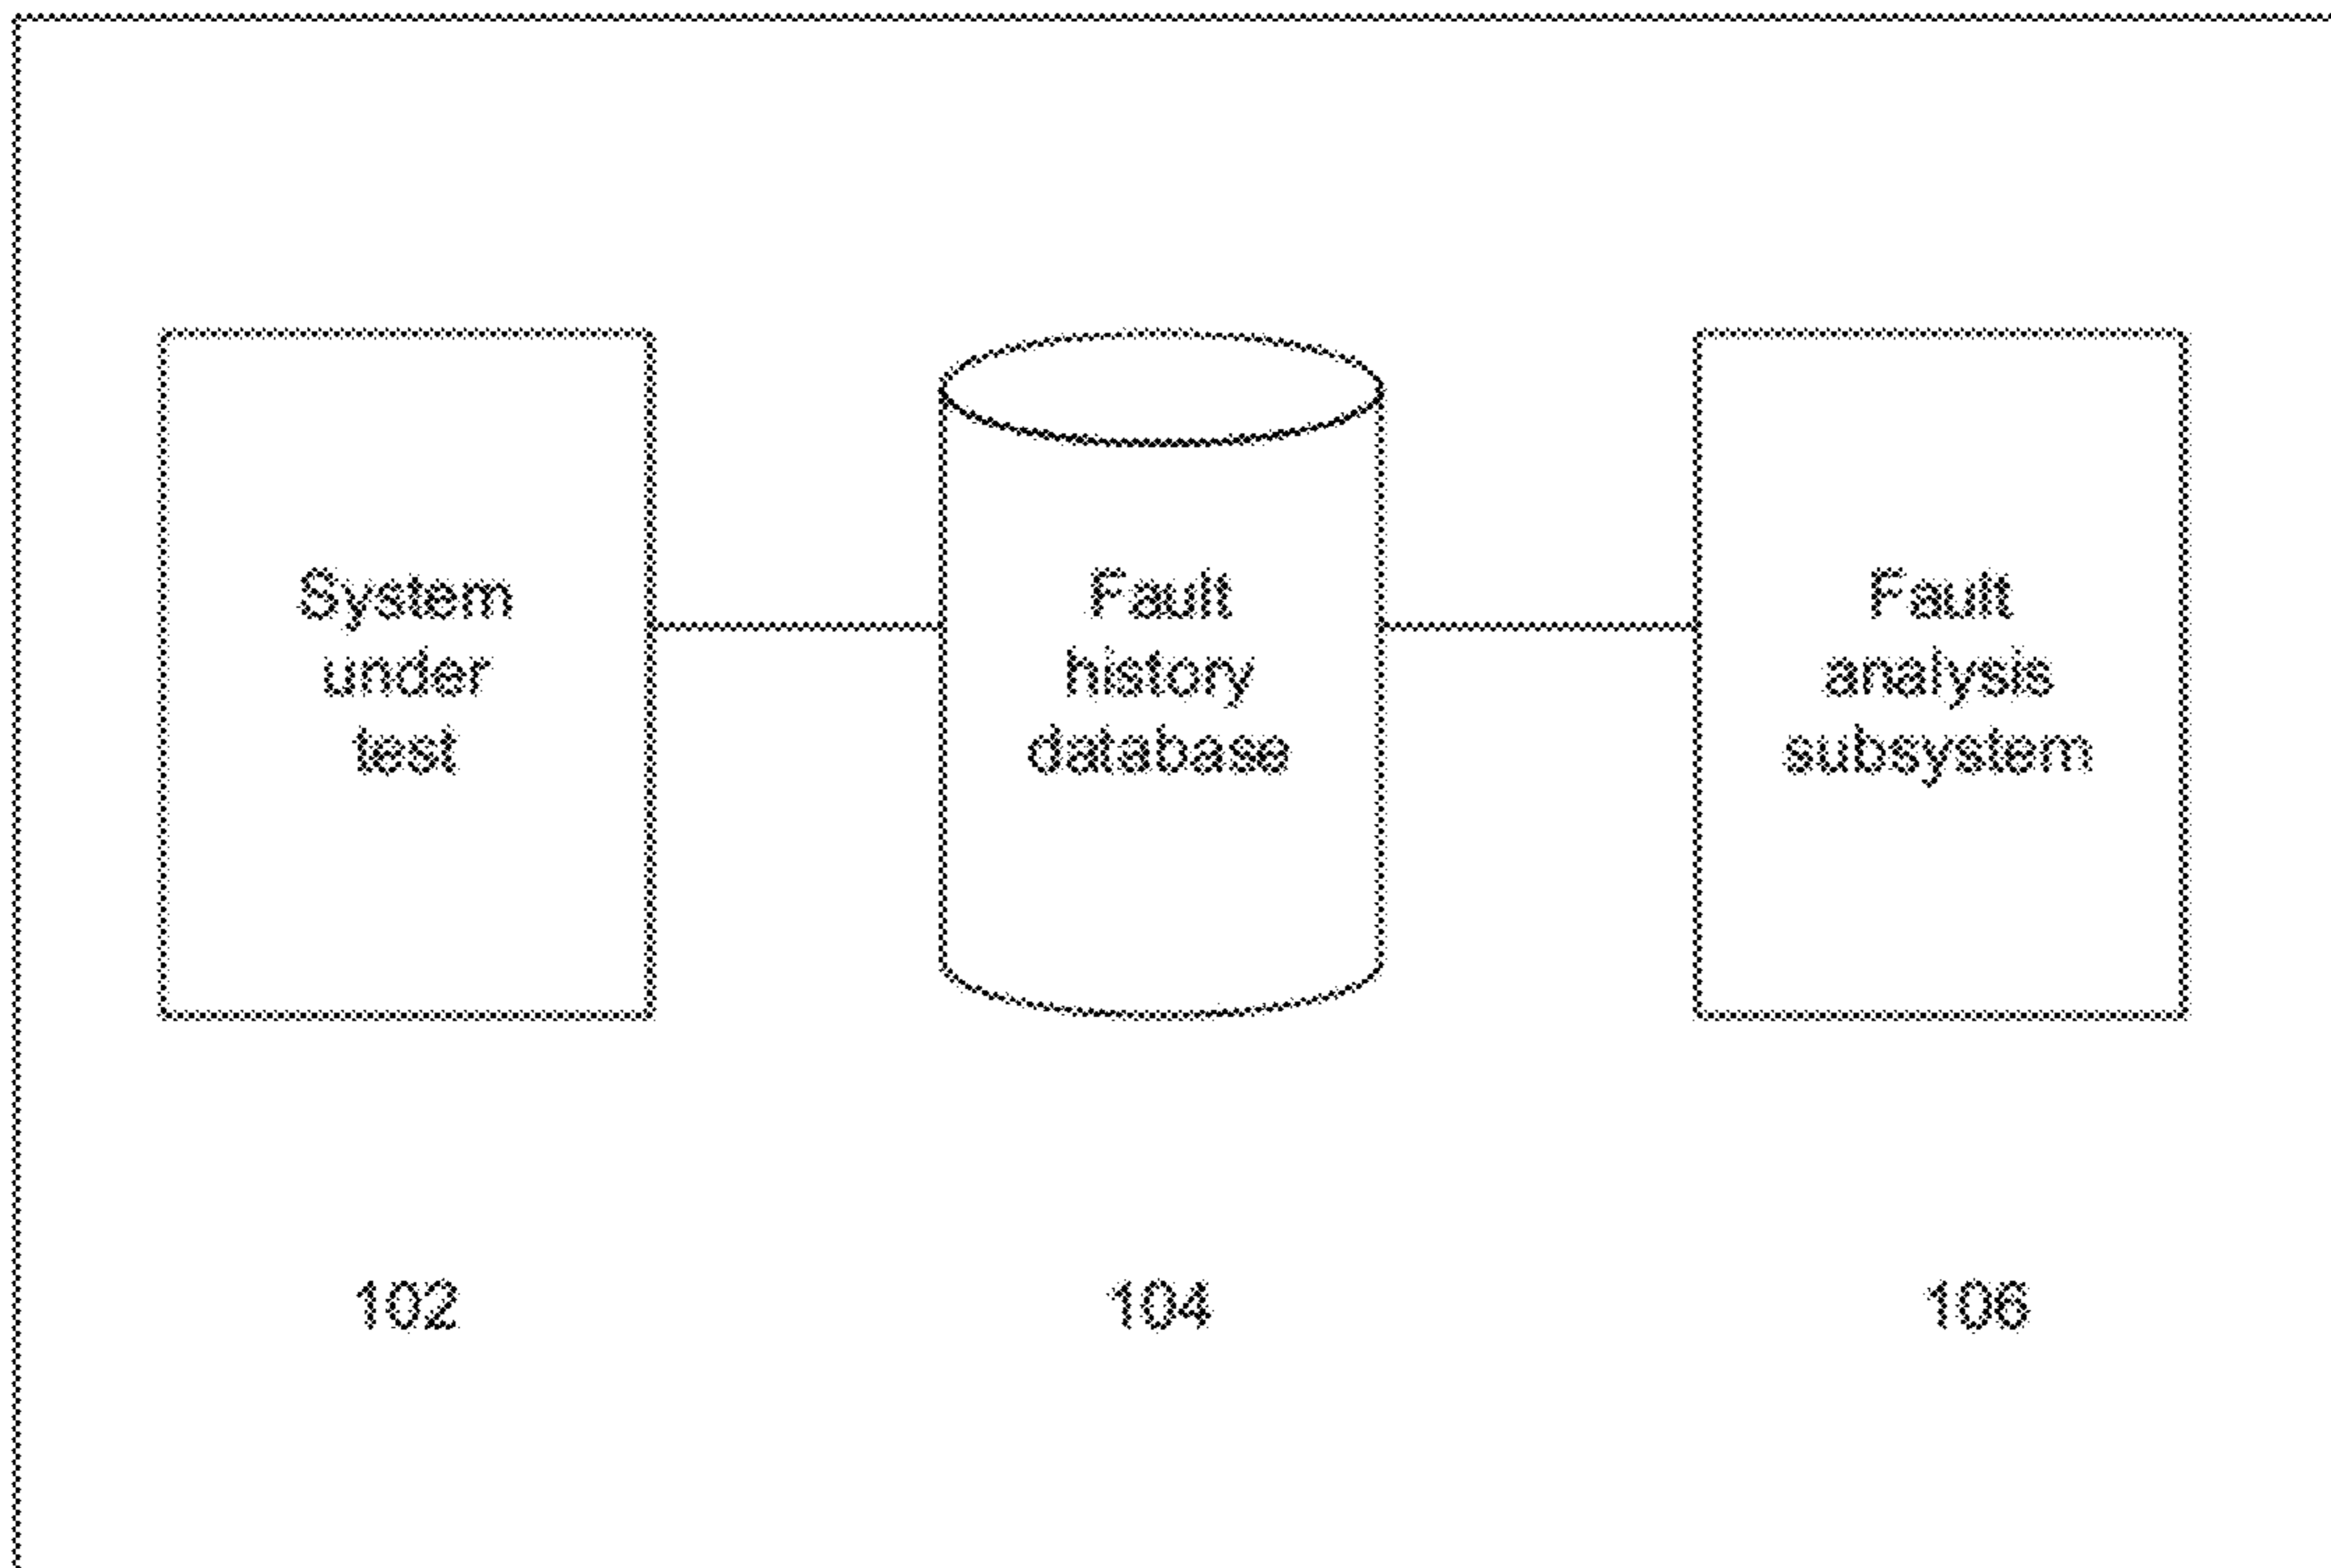 System
under
test
Fault
history
database
Fault
analysis
subsystem
102
104
106